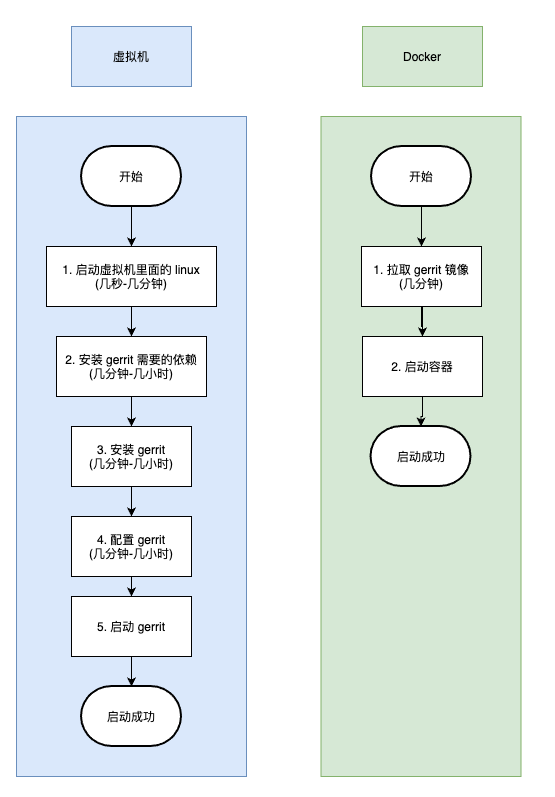 虚拟机
开始
1. 启动虚拟机里面的 linux
(几秒-几分钟)
2. 安装 gerrit 需要的依赖
(几分钟-几小时)
3. 安装 gerrit
(几分钟-几小时)
4. 配置 gerrit
(几分钟-几小时)
5. 启动 gerrit
启动成功
Docker
开始
1. 拉取 gerrit 镜像
(几分钟)
2. 启动容器
启动成功